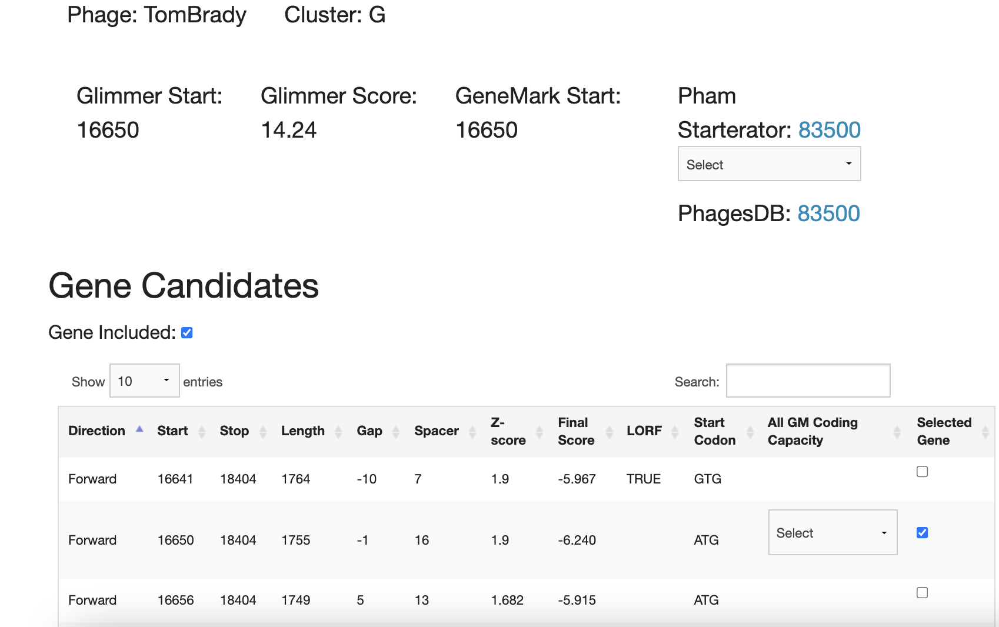 Phage: TomBrady Cluster: G
Glimmer Start: Glimmer Score: GeneMark Start: Pham
16650 14.24 16650 Starterator: 83500
Select
PhagesDB: 83500
Gene Candidates
Gene Included:
Show 10 entries Search:
Direction Start Stop Length Gap Spacer Z-score Final Score LORF Start Codon All GM Coding Capacity Selected Gene
Forward 16641 18404 1764 -10 7 1.9 -5.967 TRUE GTG
Forward 16650 18404 1755 -1 16 1.9 -6.240 ATG Select
Forward 16656 18404 1749 5 13 1.682 -5.915 ATG